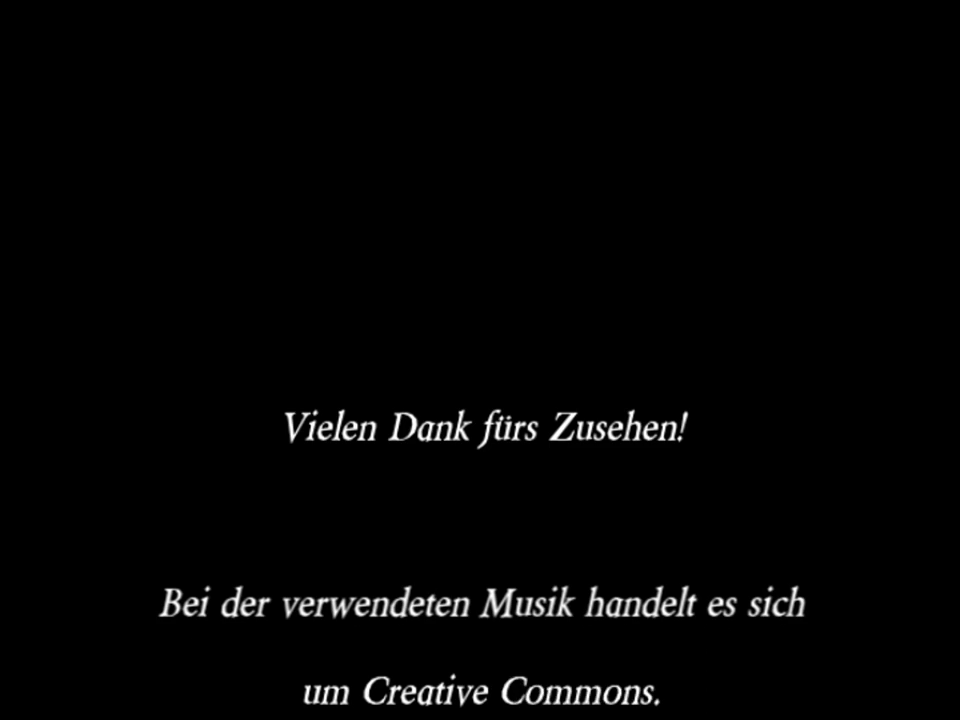 Vielen Dank fürs Zusehen!
Bei der verwendeten Musik handelt es sich
um Creative Commons.